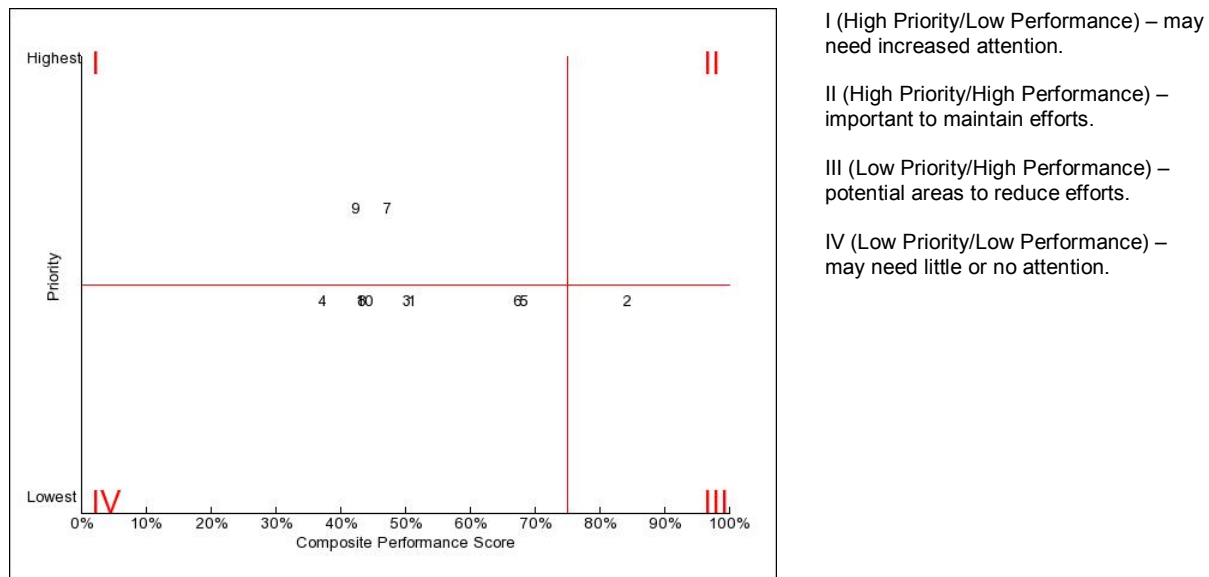 Highest
I
II
9 7
Priority
4 8 10 3 1 6 5 2
Lowest
IV
III
0% 10% 20% 30% 40% 50% 60% 70% 80% 90% 100%
Composite Performance Score
I (High Priority/Low Performance) – may
need increased attention.
II (High Priority/High Performance) –
important to maintain efforts.
III (Low Priority/High Performance) –
potential areas to reduce efforts.
IV (Low Priority/Low Performance) –
may need little or no attention.